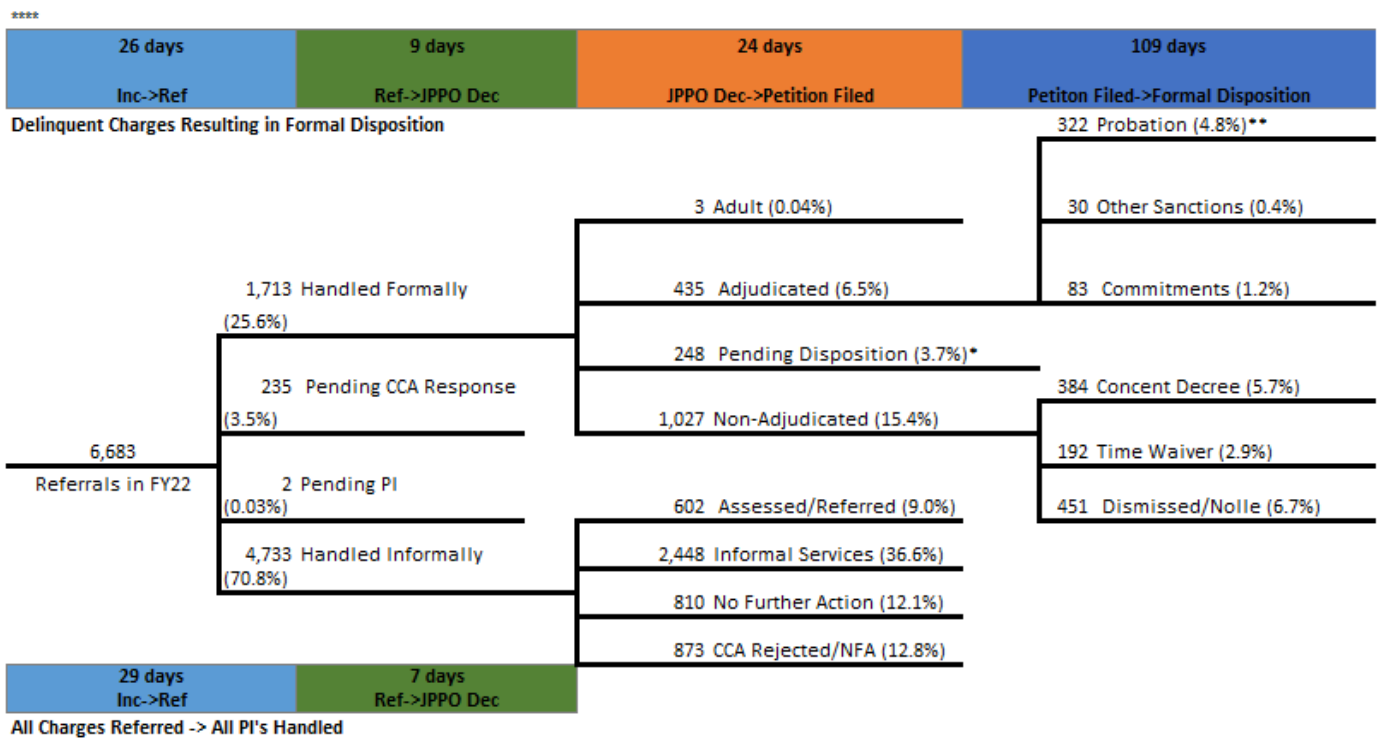 ****
26 days
9 days
24 days
109 days
Inc->Ref
Ref->JPPO Dec
JPPO Dec->Petition Filed
Petiton Filed->Formal Disposition
Delinquent Charges Resulting in Formal Disposition
322 Probation (4.8%)**
3 Adult (0.04%)
30 Other Sanctions (0.4%)
1,713 Handled Formally
(25.6%)
435 Adjudicated (6.5%)
83 Commitments (1.2%)
248 Pending Disposition (3.7%)*
235 Pending CCA Response
(3.5%)
384 Concent Decree (5.7%)
1,027 Non-Adjudicated (15.4%)
6,683
Referrals in FY22
192 Time Waiver (2.9%)
2 Pending PI
(0.03%)
602 Assessed/Referred (9.0%)
451 Dismissed/Nolle (6.7%)
4,733 Handled Informally
(70.8%)
2,448 Informal Services (36.6%)
810 No Further Action (12.1%)
873 CCA Rejected/NFA (12.8%)
29 days
7 days
Inc->Ref
Ref->JPPO Dec
All Charges Referred -> All PI's Handled